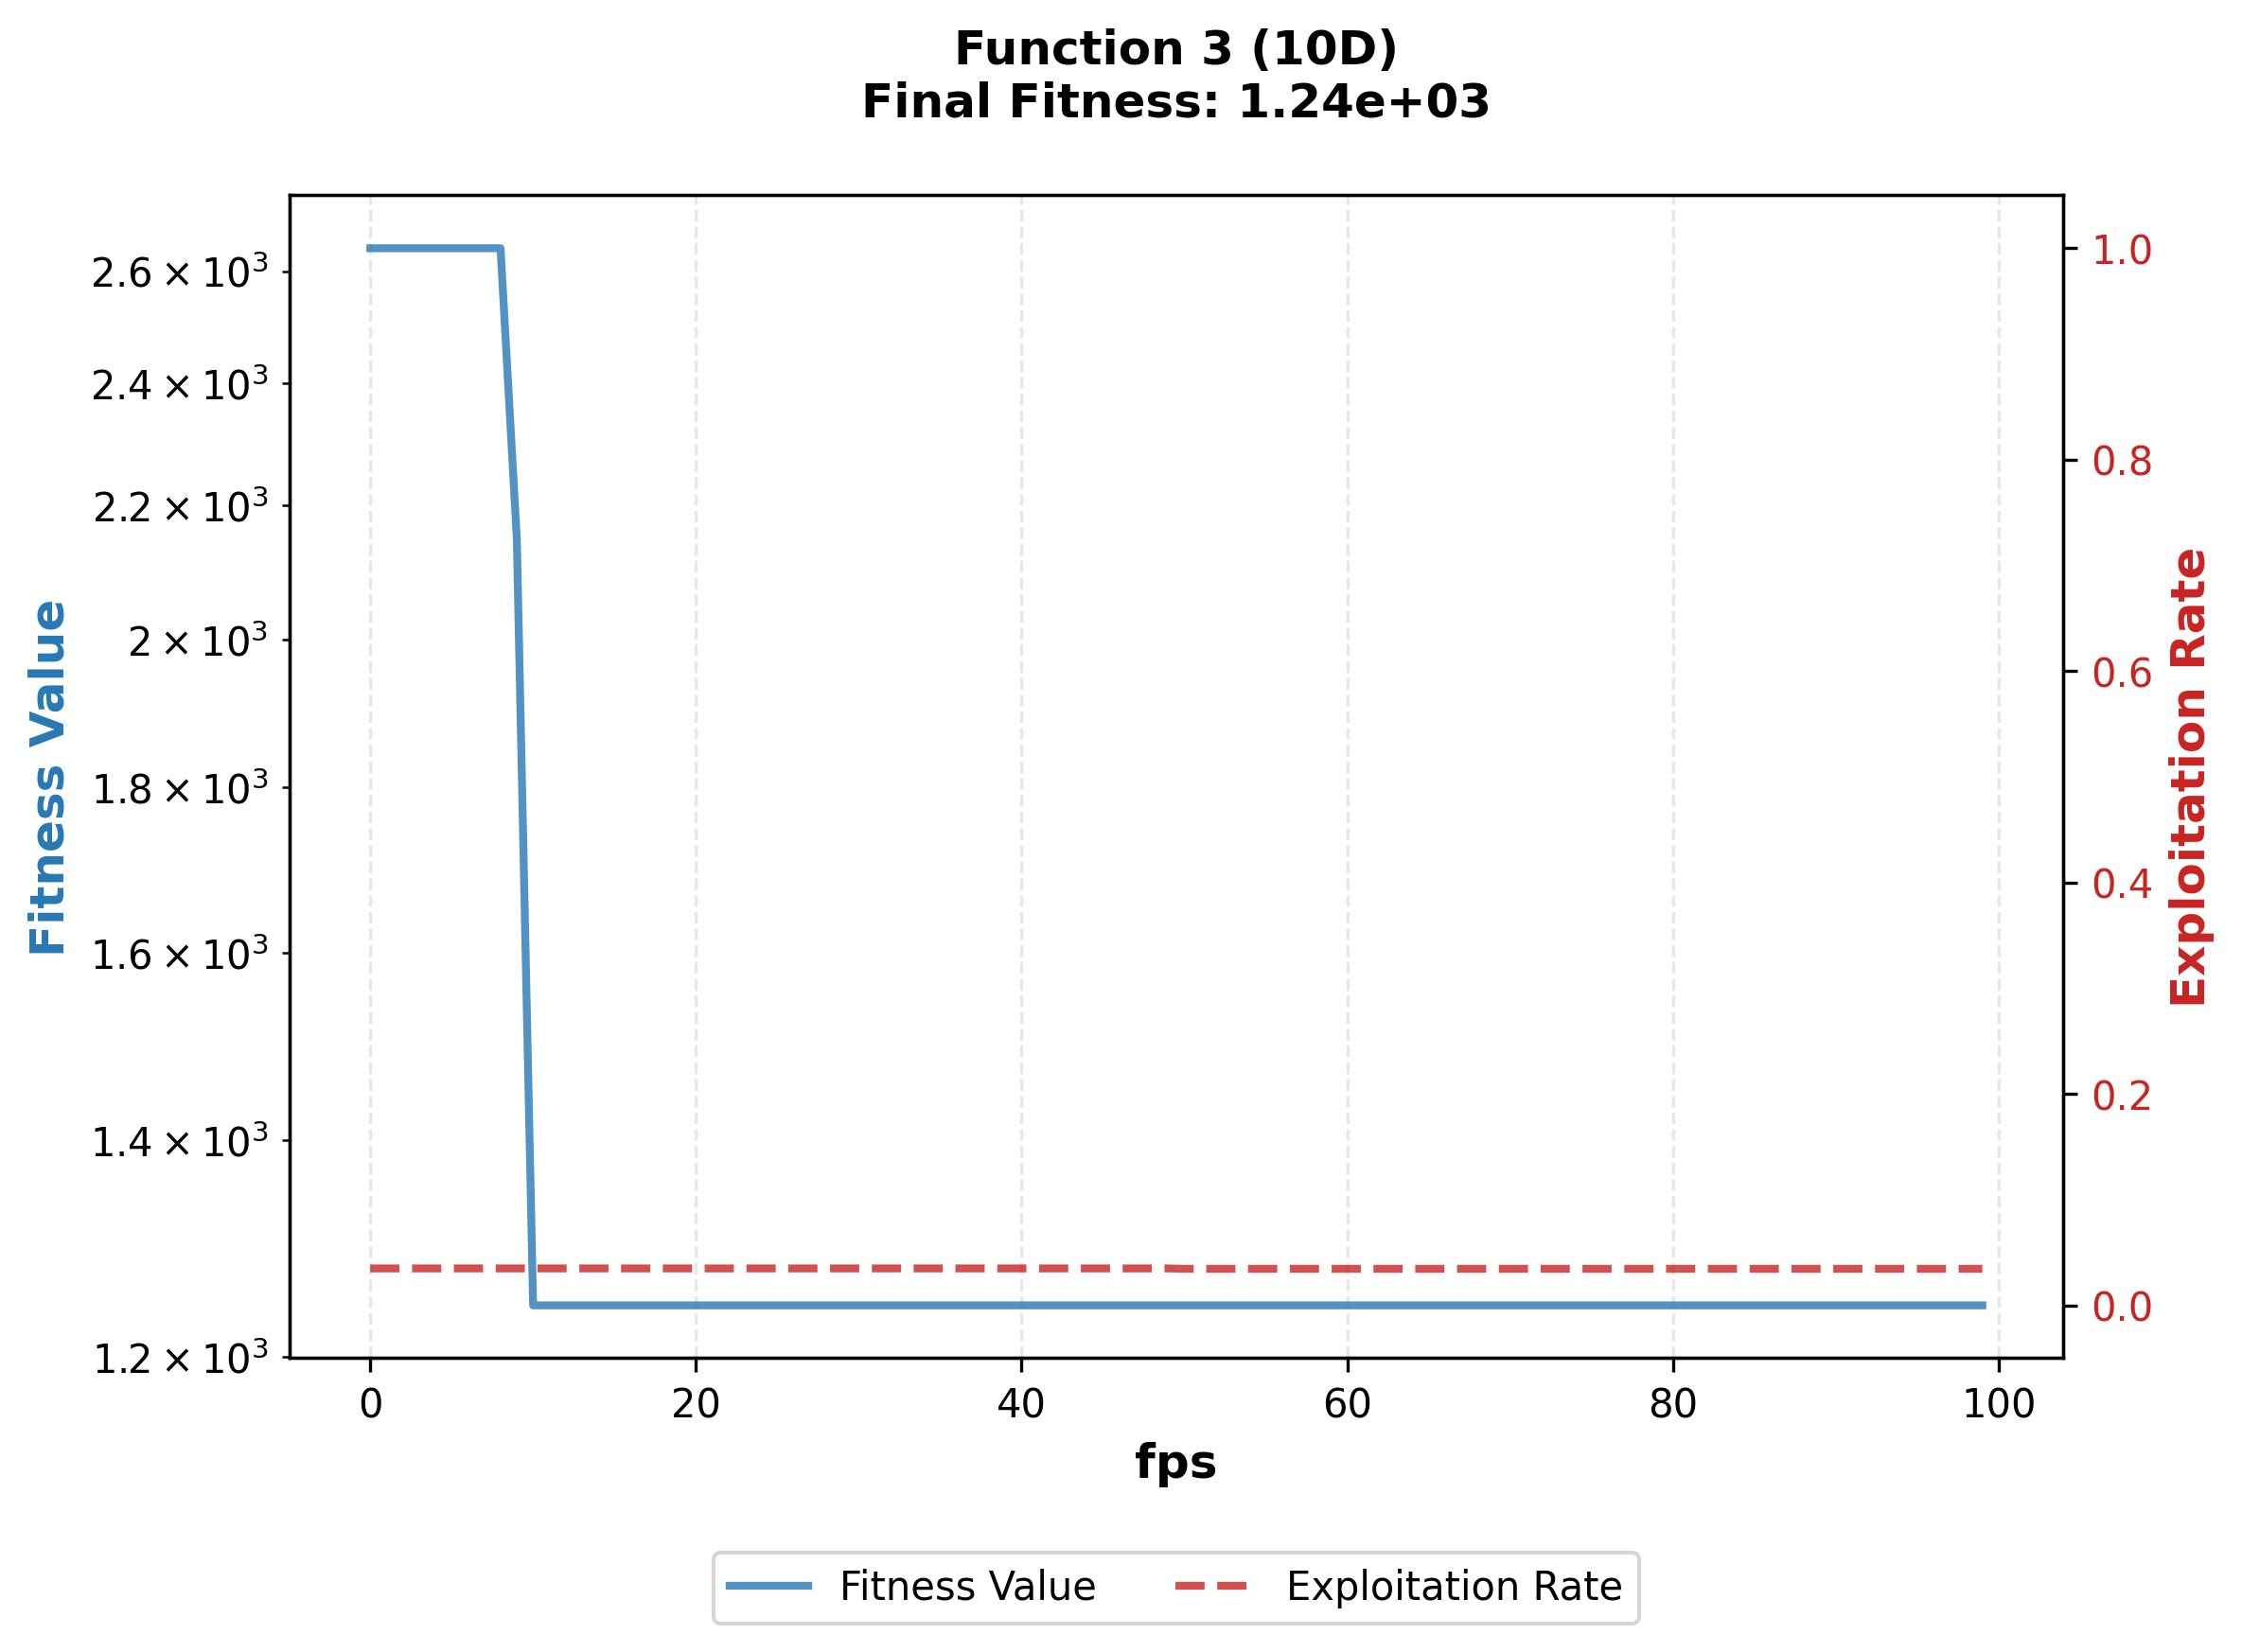 Function 3 (10D)
Final Fitness: 1.24e+03
2.6 × 10³
2.4 × 10³
2.2 × 10³
2 × 10³
1.8 × 10³
1.6 × 10³
1.4 × 10³
1.2 × 10³
Fitness Value
1.0
0.8
0.6
0.4
0.2
0.0
Exploitation Rate
0 20 40 60 80 100
fps
Fitness Value Exploitation Rate